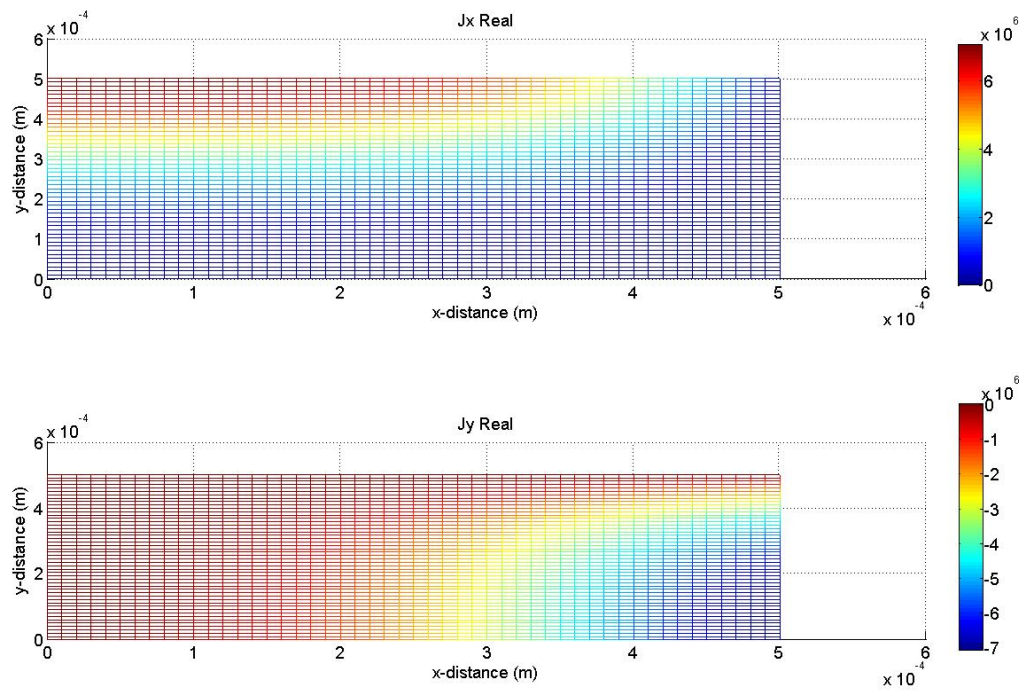 Jx Real
x 10^-4
x 10^6
6
5
4
3
2
1
0
y-distance (m)
0 1 2 3 4 5 6
x-distance (m)
x 10^-4
6
4
2
0
Jy Real
x 10^-4
x 10^6
6
4
2
0
y-distance (m)
0 1 2 3 4 5 6
x-distance (m)
x 10^-4
0
-1
-2
-3
-4
-5
-6
-7